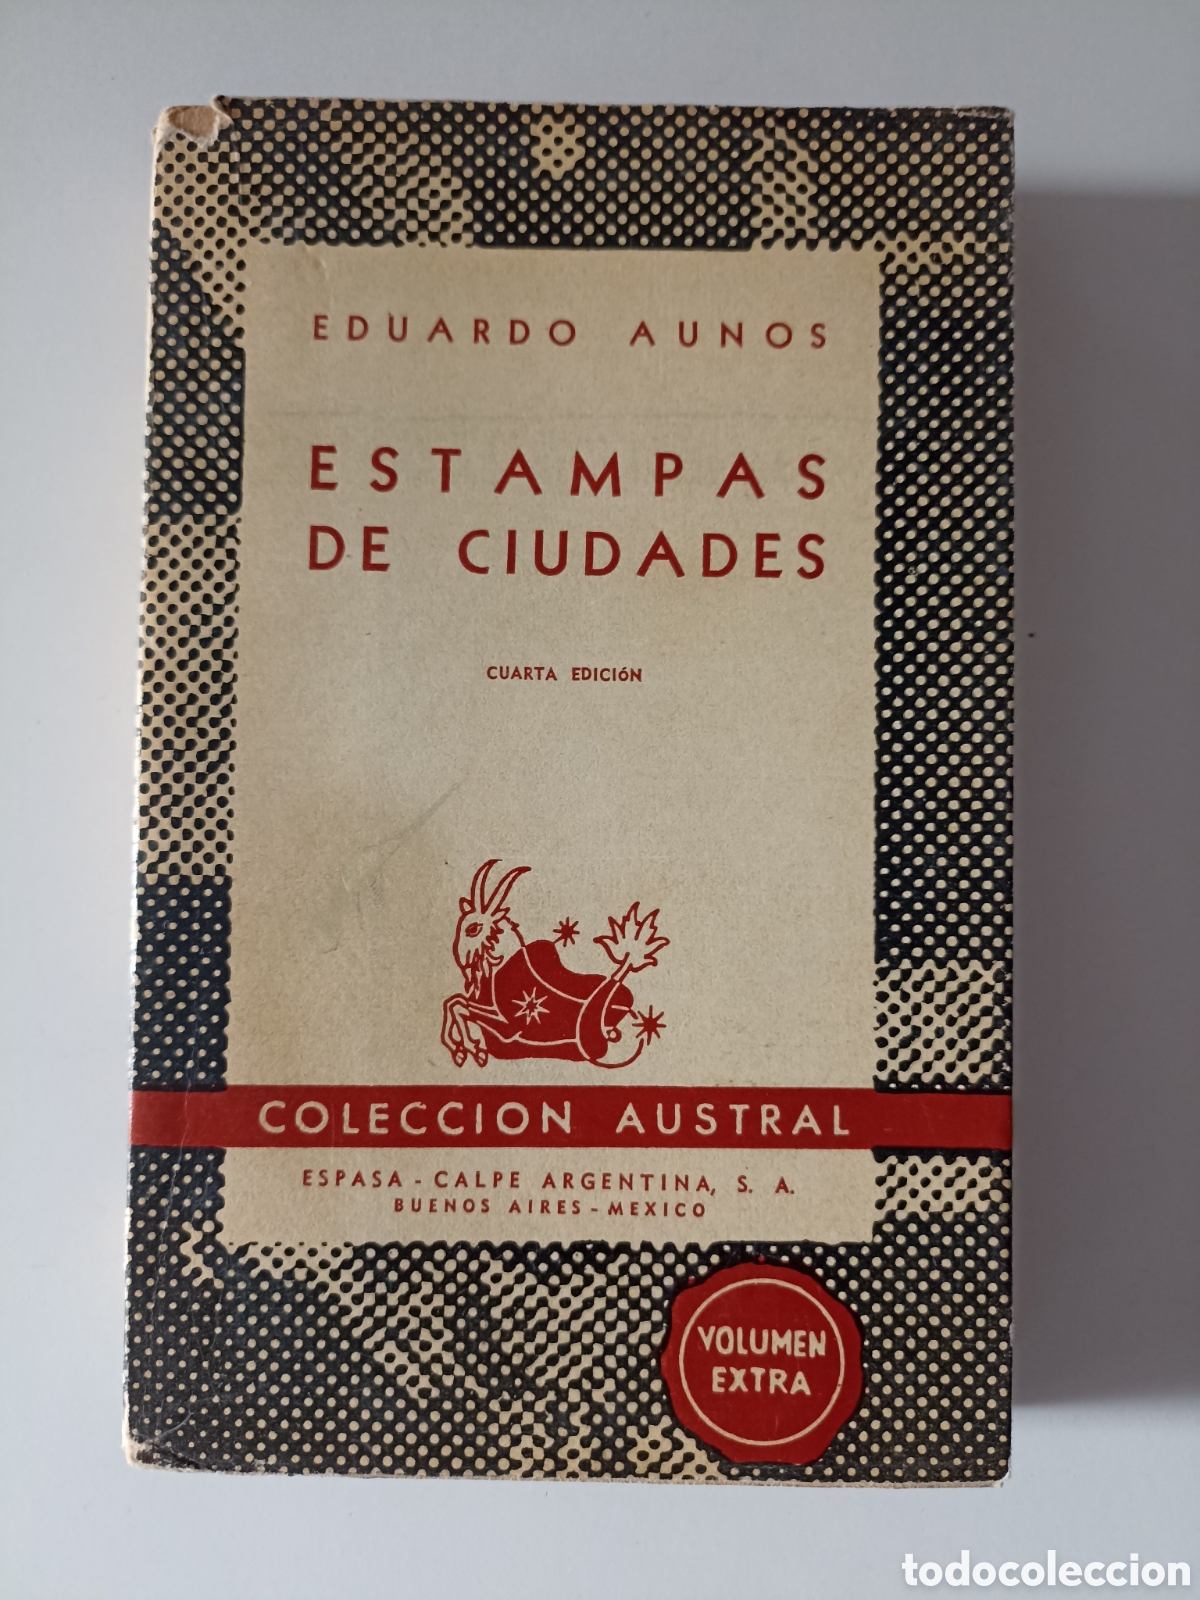 EDUARDO AUNOS
ESTAMPAS
DE CIUDADES
CUARTA EDICIÓN
COLECCION AUSTRAL
ESPASA - CALPE ARGENTINA, S. A.
BUENOS AIRES - MEXICO
VOLUMEN
EXTRA
todocoleccion